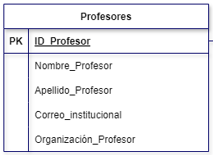 Profesores
PK ID_Profesor
Nombre_Profesor
Apellido_Profesor
Correo_institucional
Organización_Profesor